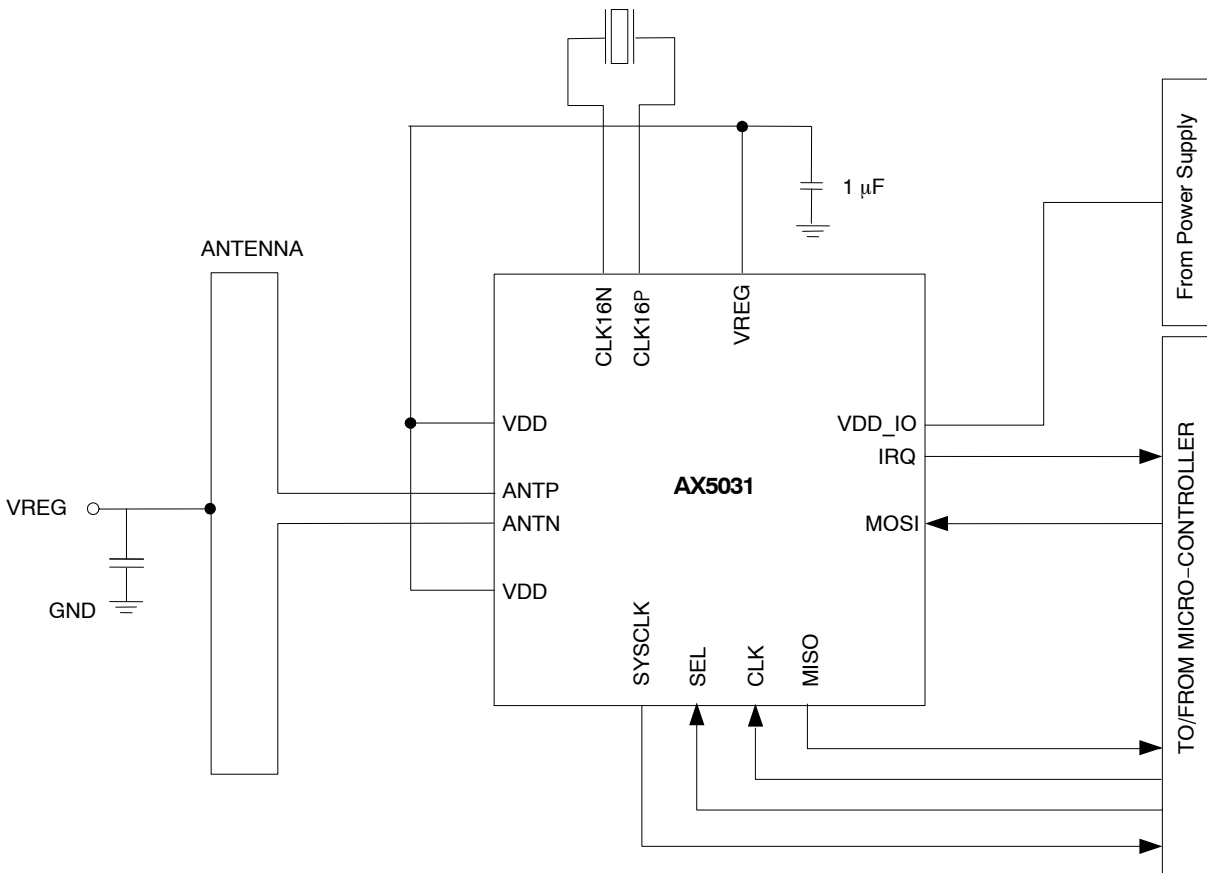 1 μF
From Power Supply
ANTENNA
CLK16N
CLK16P
VREG
VDD
VDD_IO
IRQ
ANTP
AX5031
VREG
ANTN
MOSI
VDD
GND
SYSCLK
SEL
CLK
MISO
TO/FROM MICRO−CONTROLLER